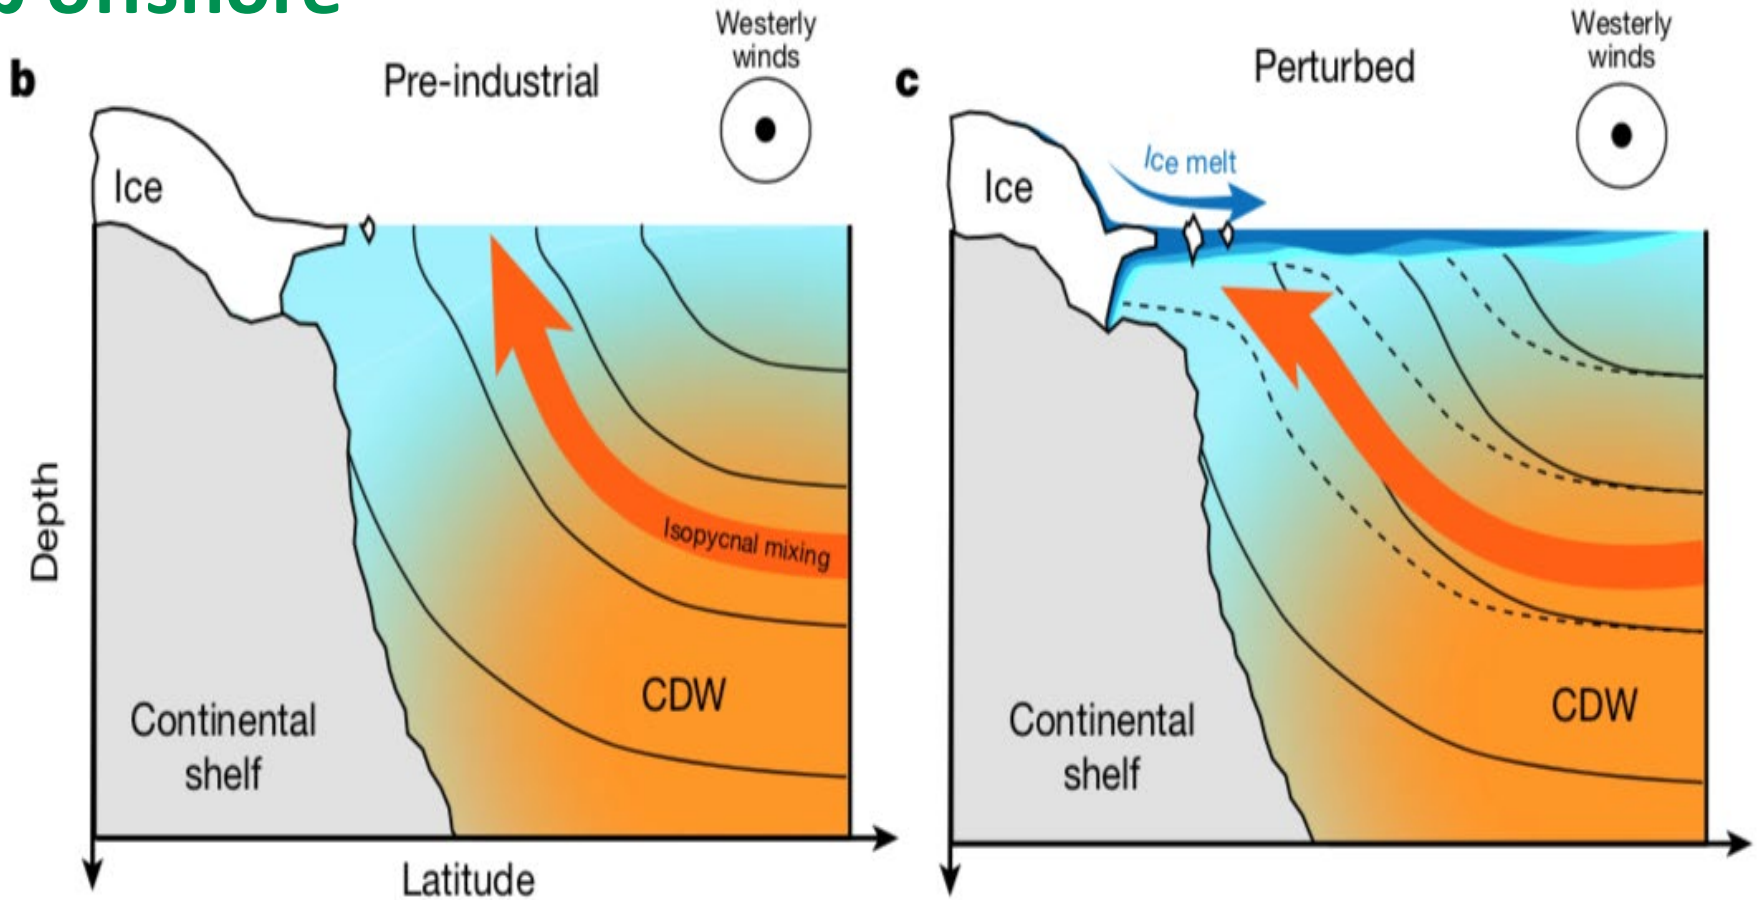 offshore
b
Pre-industrial
Westerly
winds
Ice
Isopycnal mixing
CDW
Continental
shelf
Depth
Latitude
c
Perturbed
Westerly
winds
Ice melt
Ice
CDW
Continental
shelf